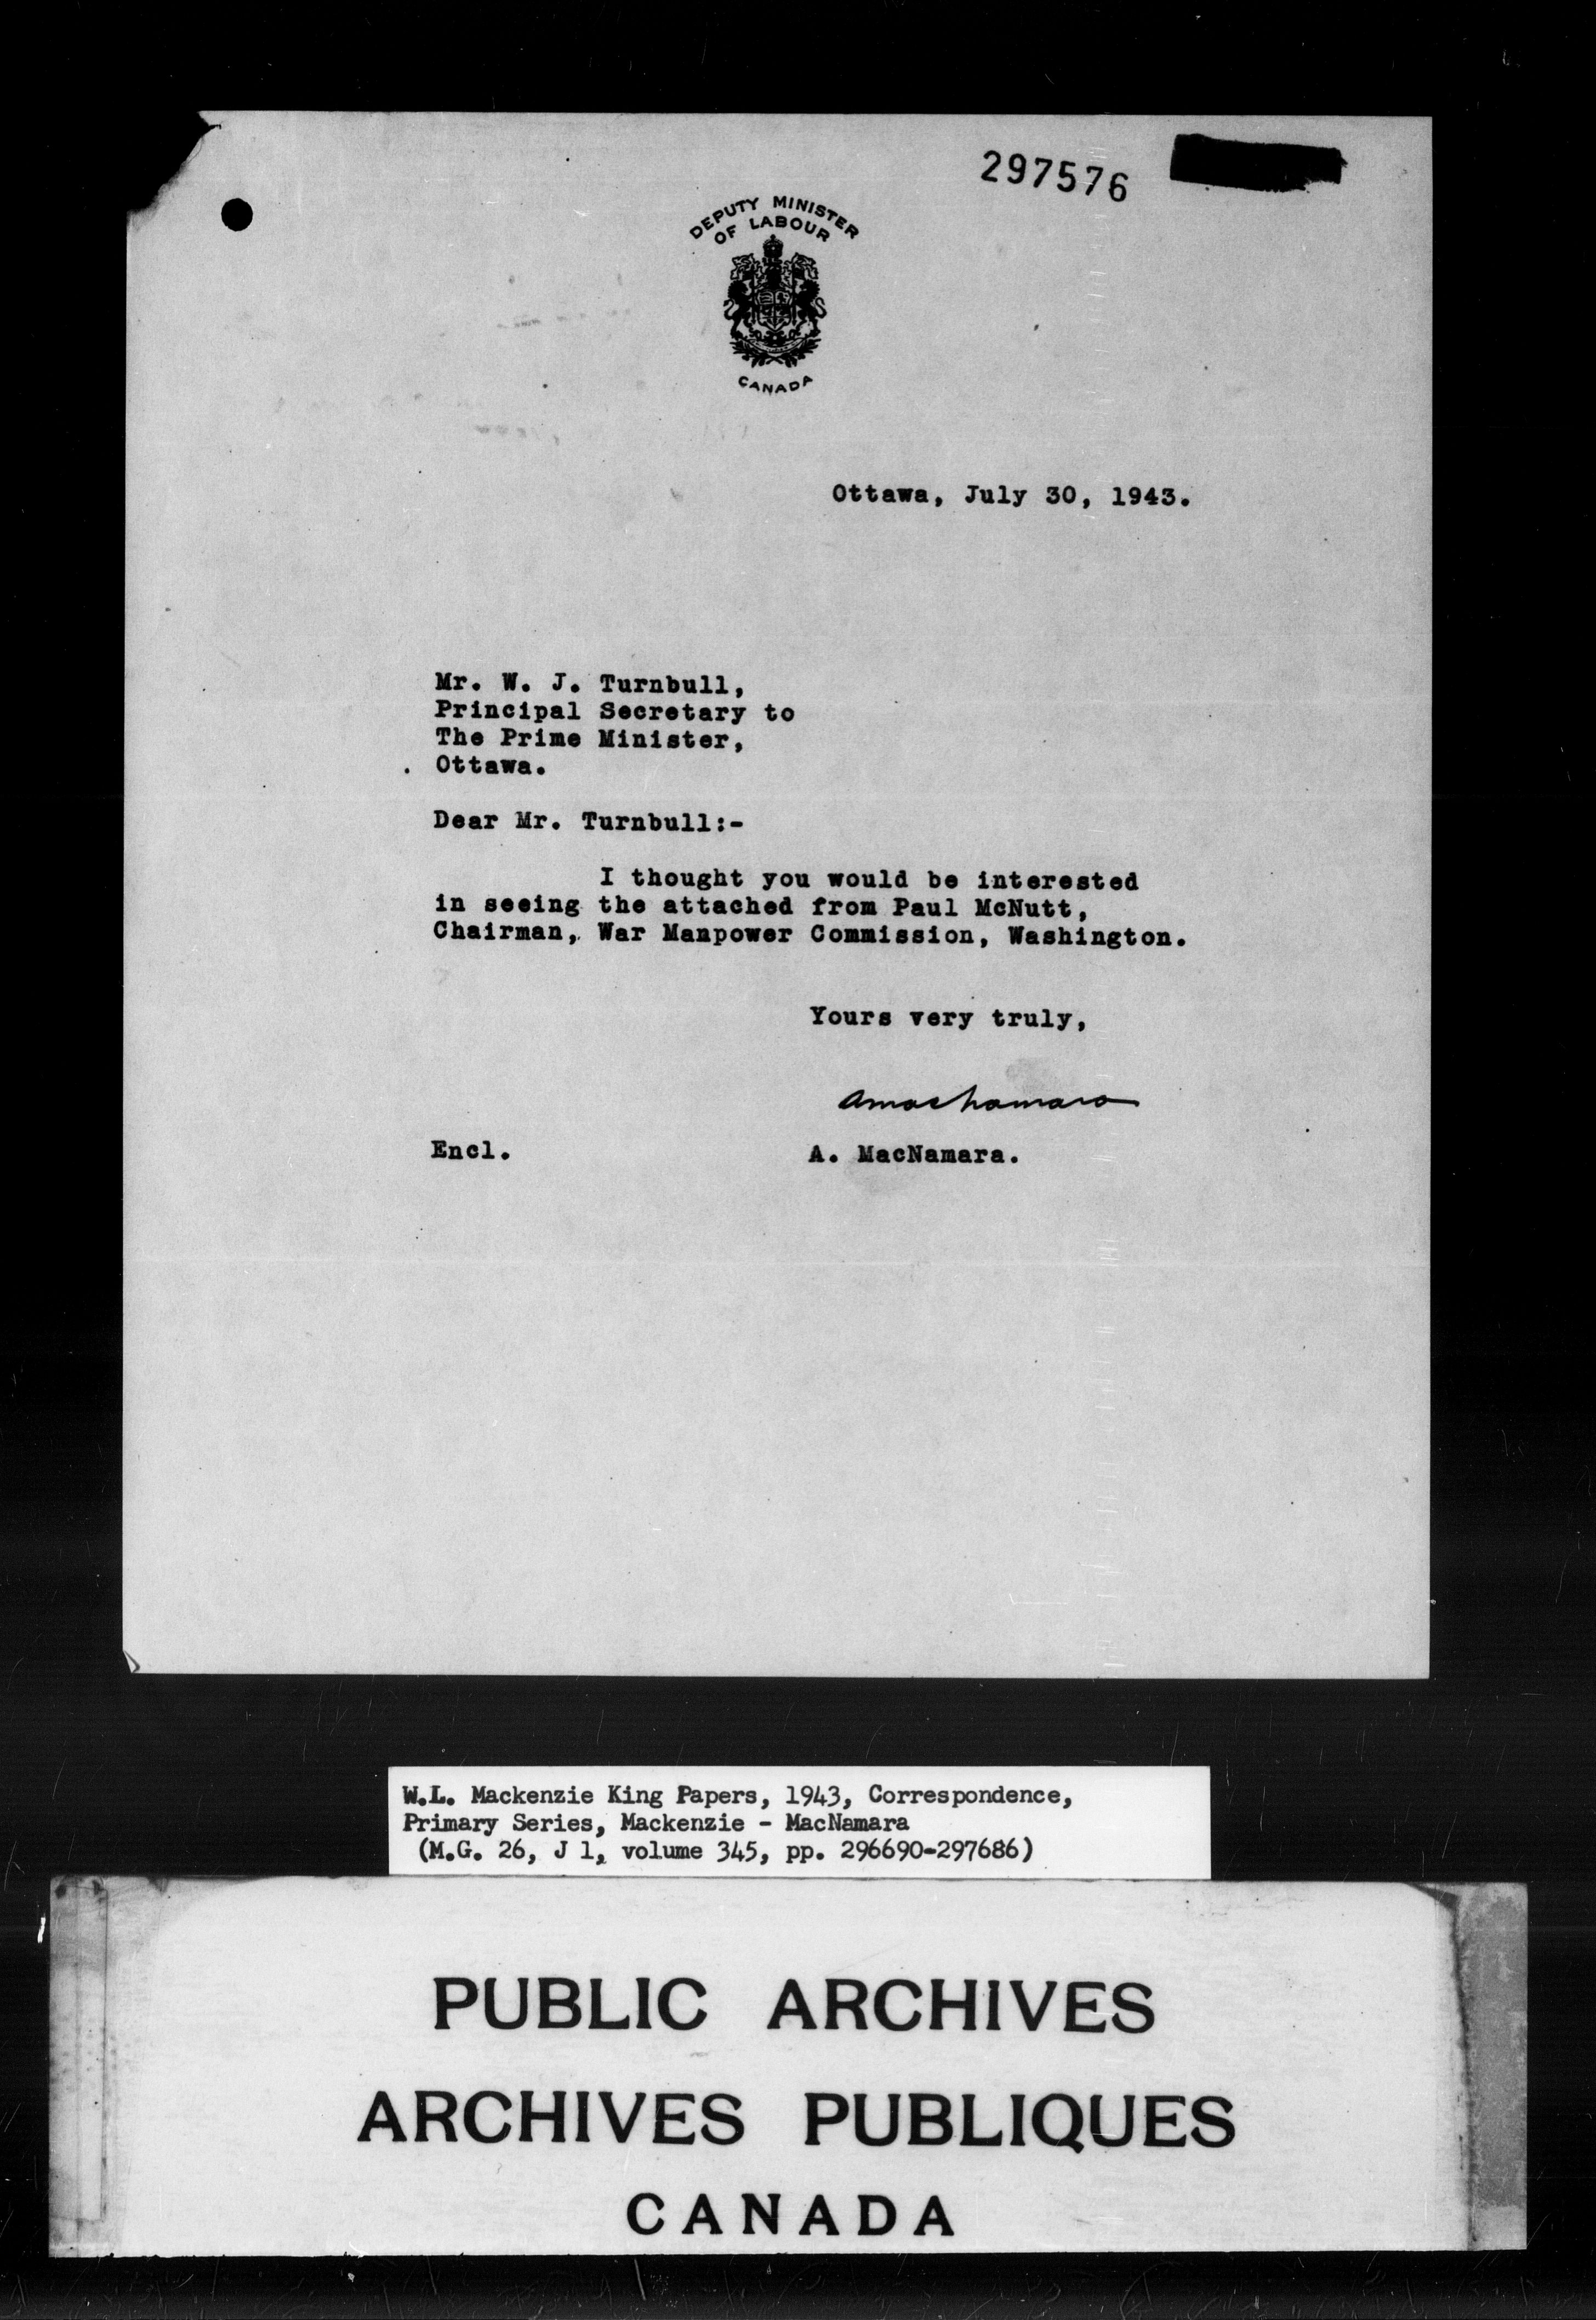 297576
DEPUTY MINISTER
OF LABOUR
CANADA
Ottawa, July 30, 1943.
Mr. W. J. Turnbull,
Principal Secretary to
The Prime Minister,
Ottawa.
Dear Mr. Turnbull:-
I thought you would be interested
in seeing the attached from Paul McNutt,
Chairman, War Manpower Commission, Washington.
Yours very truly,
AMacNamara
Encl. A. MacNamara.
W.L. Mackenzie King Papers, 1943, Correspondence,
Primary Series, Mackenzie - MacNamara
(M.G. 26, J 1, volume 345, pp. 296690-297686)
PUBLIC ARCHIVES
ARCHIVES PUBLIQUES
CANADA